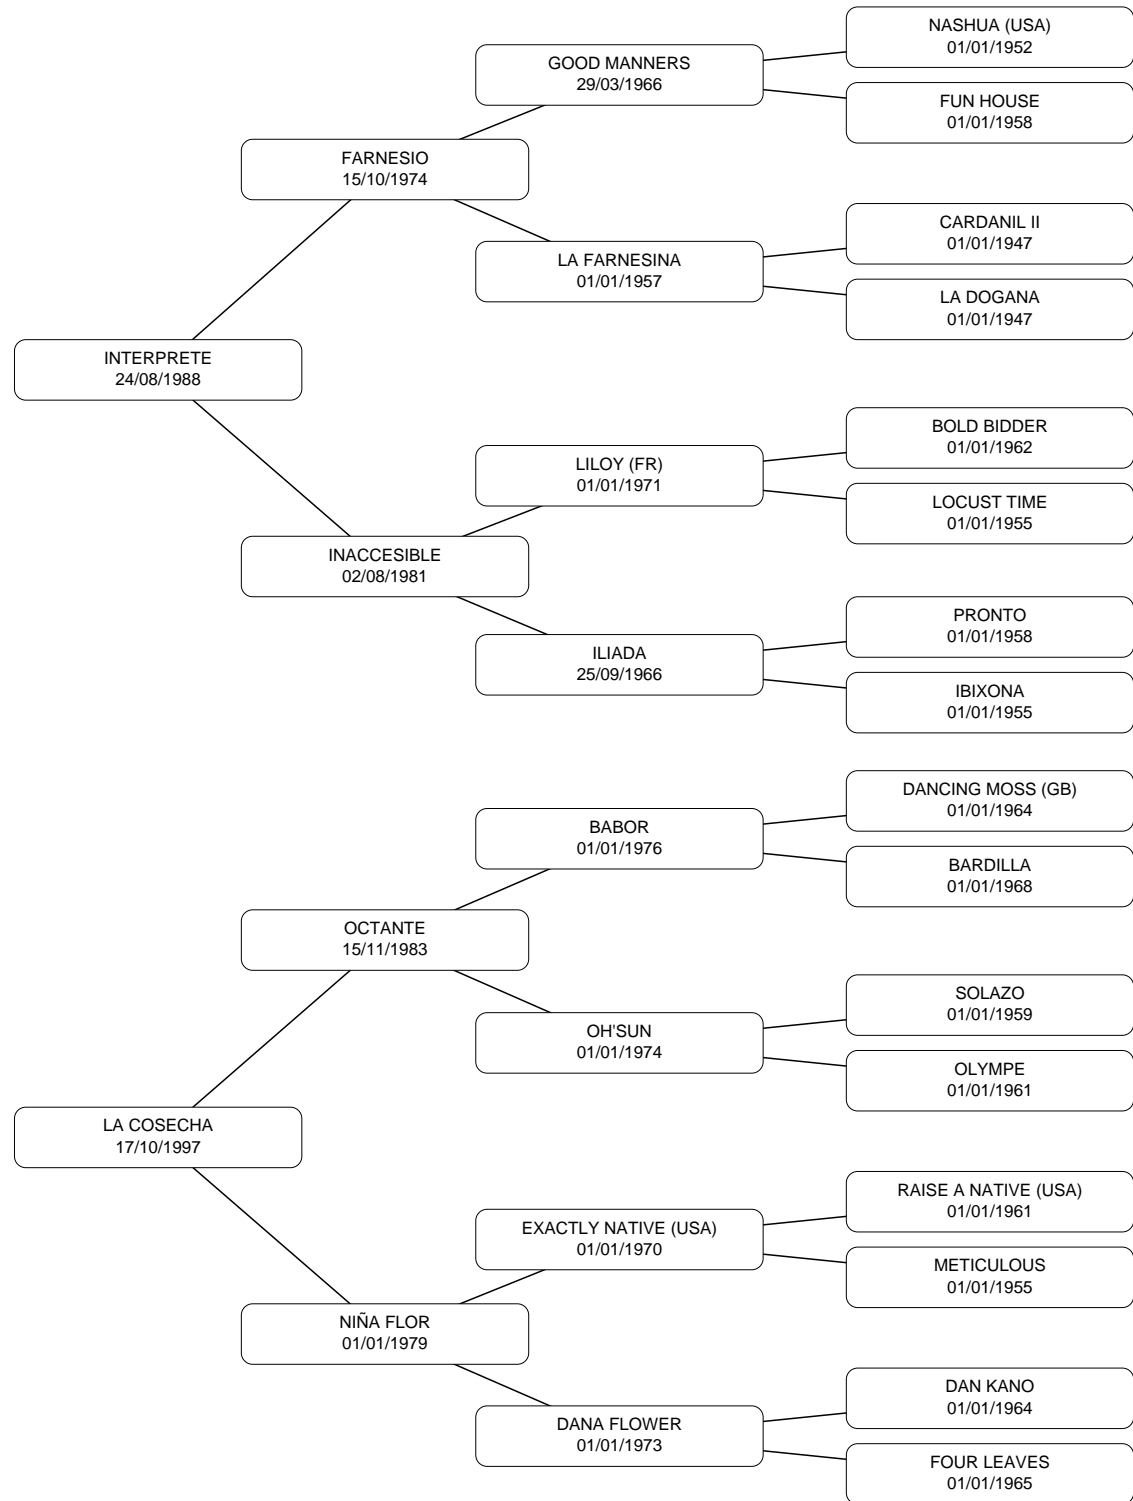 NASHUA (USA)
01/01/1952
GOOD MANNERS
29/03/1966
FUN HOUSE
01/01/1958
FARNESIO
15/10/1974
CARDANIL II
01/01/1947
LA FARNESINA
01/01/1957
LA DOGANA
01/01/1947
INTERPRETE
24/08/1988
BOLD BIDDER
01/01/1962
LILOY (FR)
01/01/1971
LOCUST TIME
01/01/1955
INACCESIBLE
02/08/1981
PRONTO
01/01/1958
ILIADA
25/09/1966
IBIXONA
01/01/1955
DANCING MOSS (GB)
01/01/1964
BABOR
01/01/1976
BARDILLA
01/01/1968
OCTANTE
15/11/1983
SOLAZO
01/01/1959
OH'SUN
01/01/1974
OLYMPE
01/01/1961
LA COSECHA
17/10/1997
RAISE A NATIVE (USA)
01/01/1961
EXACTLY NATIVE (USA)
01/01/1970
METICULOUS
01/01/1955
NIÑA FLOR
01/01/1979
DAN KANO
01/01/1964
DANA FLOWER
01/01/1973
FOUR LEAVES
01/01/1965